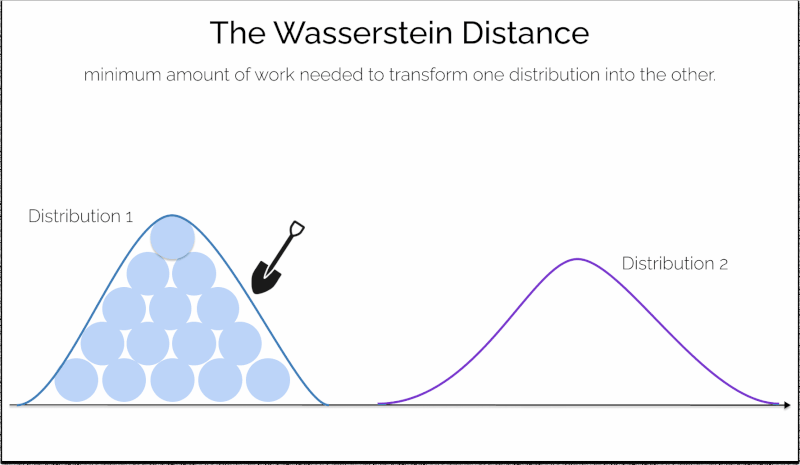 The Wasserstein Distance
minimum amount of work needed to transform one distribution into the other.
Distribution 1
Distribution 2